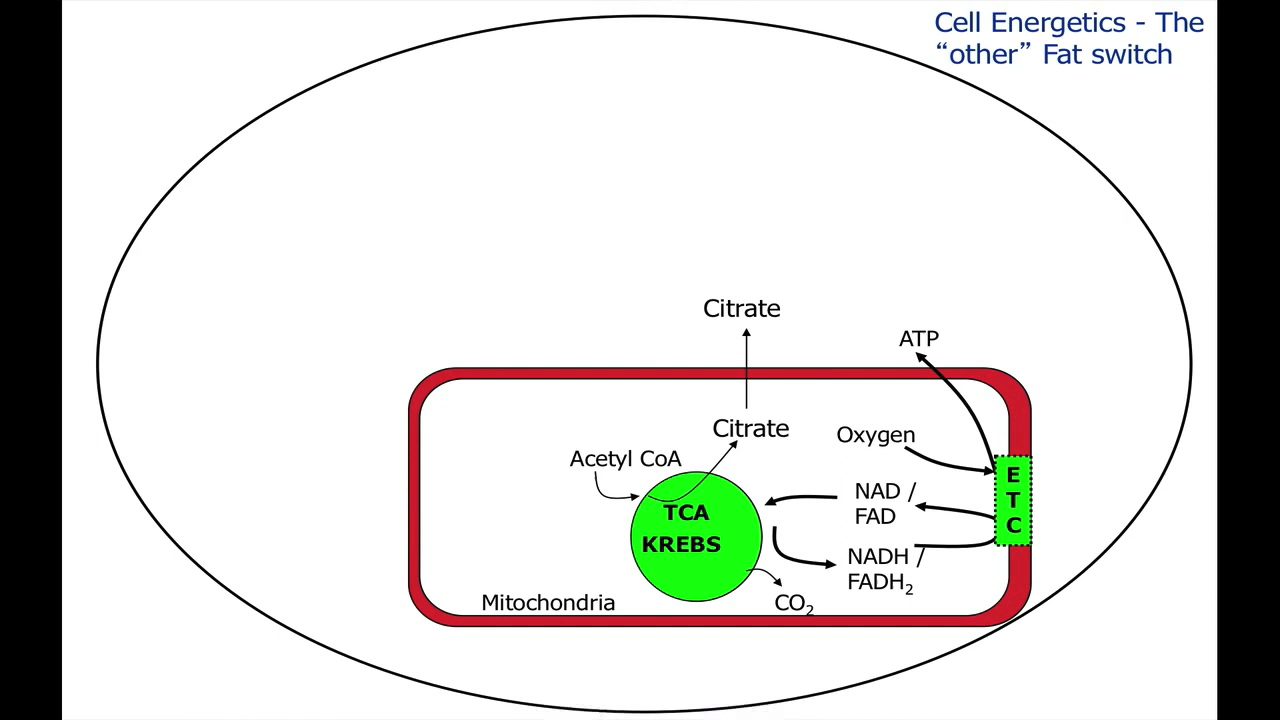 Cell Energetics - The
“other” Fat switch
Citrate
ATP
Citrate
Oxygen
Acetyl CoA
E
T
C
NAD /
FAD
TCA
KREBS
NADH /
FADH₂
Mitochondria
CO₂